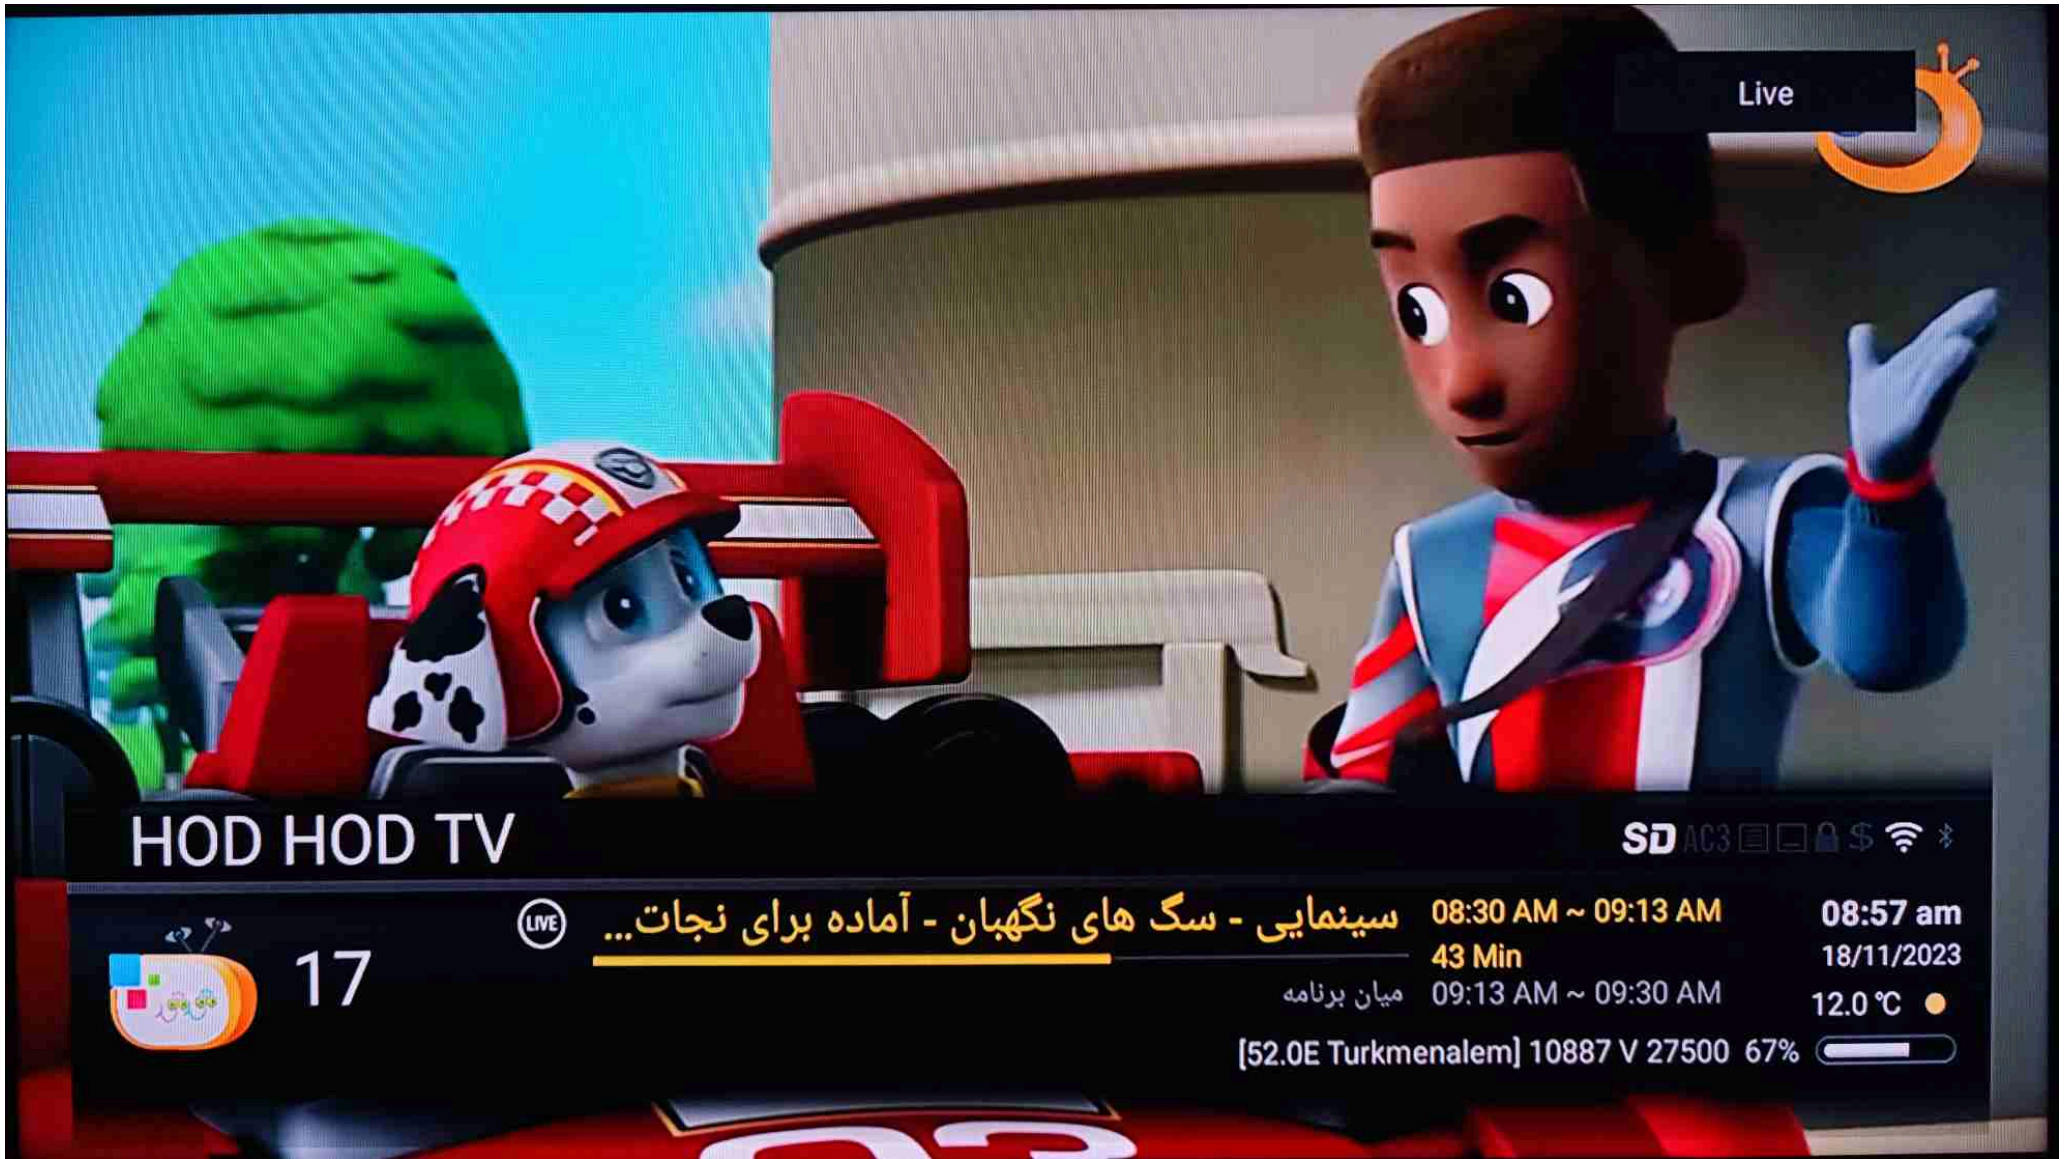 Live
HOD HOD TV
SD AC3 $
LIVE
سینمایی - سگ های نگهبان - آماده برای نجات...
08:30 AM ~ 09:13 AM
08:57 am
43 Min
18/11/2023
17
میان برنامه
09:13 AM ~ 09:30 AM
12.0 °C
[52.0E Turkmenalem] 10887 V 27500 67%
03